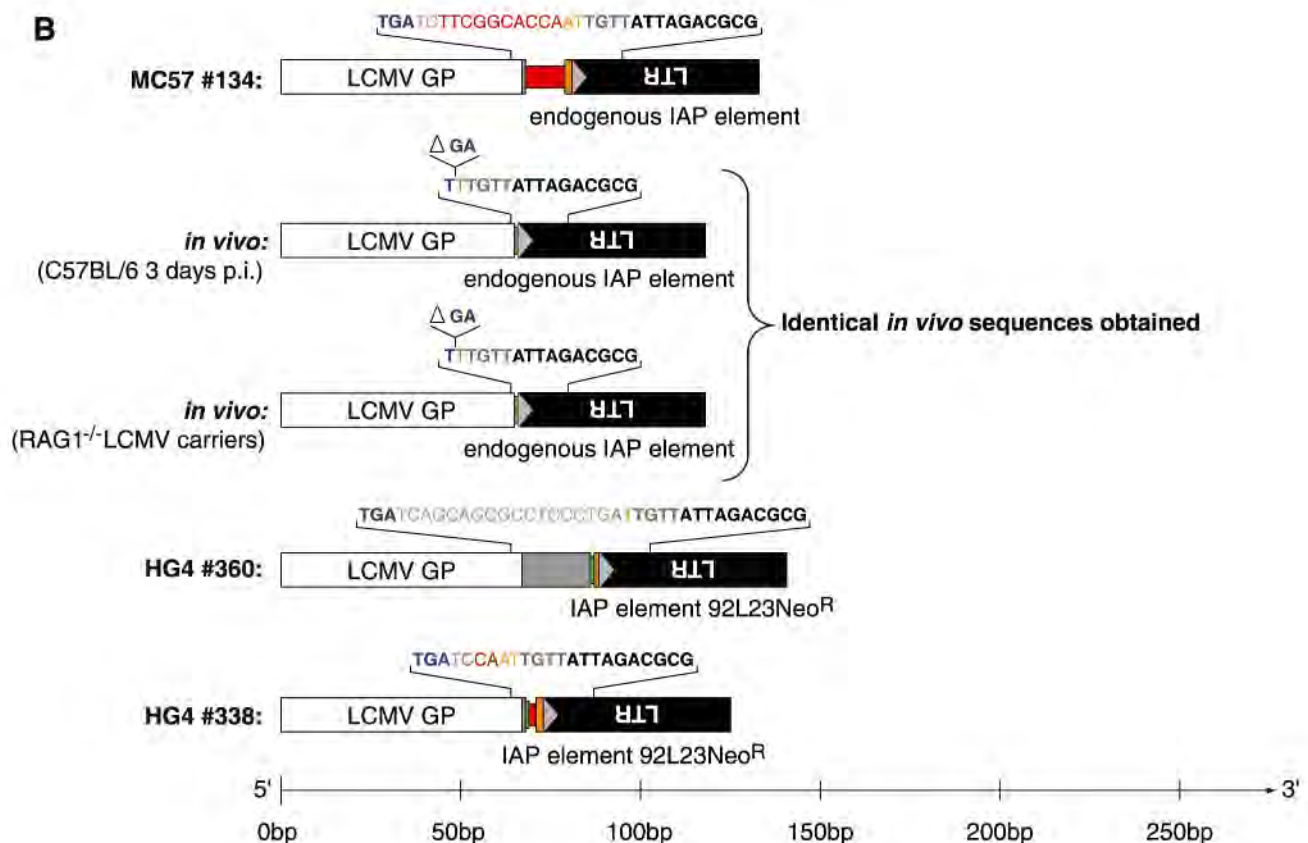 B
TGATCTTCGGCACCAATTGTTATTAGACGCG
MC57 #134:
LCMV GP
LTR
endogenous IAP element
Δ GA
TTTGTTATTAGACGCG
in vivo:
(C57BL/6 3 days p.i.)
LCMV GP
LTR
endogenous IAP element
Identical in vivo sequences obtained
Δ GA
TTTGTTATTAGACGCG
in vivo:
(RAG1-/-LCMV carriers)
LCMV GP
LTR
endogenous IAP element
TGATCAGCAGCGCCTCCCTGATTGTTATTAGACGCG
HG4 #360:
LCMV GP
LTR
IAP element 92L23NeoR
TGATCCAATTGTTATTAGACGCG
HG4 #338:
LCMV GP
LTR
IAP element 92L23NeoR
5' 3'
0bp 50bp 100bp 150bp 200bp 250bp